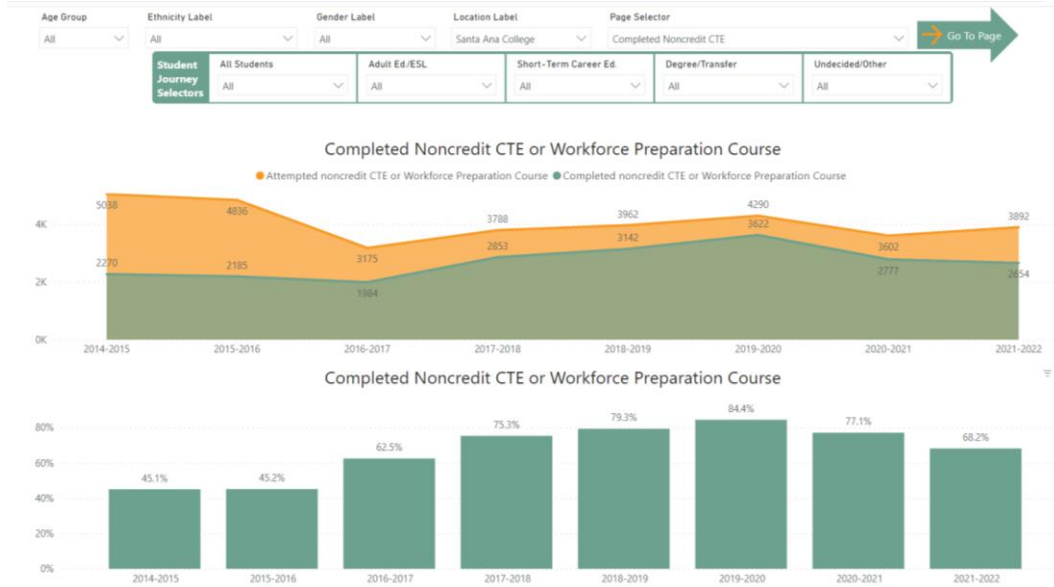 Age Group Ethnicity Label Gender Label Location Label Page Selector
All All All Santa Ana College Completed Noncredit CTE Go To Page
Student Journey Selectors
All Students Adult Ed./ESL Short-Term Career Ed. Degree/Transfer Undecided/Other
All All All All All
Completed Noncredit CTE or Workforce Preparation Course
Attempted noncredit CTE or Workforce Preparation Course Completed noncredit CTE or Workforce Preparation Course
5038 4836 3175 3788 3962 4290 3602 3892
2270 2185 1984 2853 3142 3622 2777 2654
4K
2K
0K
2014-2015 2015-2016 2016-2017 2017-2018 2018-2019 2019-2020 2020-2021 2021-2022
Completed Noncredit CTE or Workforce Preparation Course
45.1% 45.2% 62.5% 75.3% 79.3% 84.4% 77.1% 68.2%
80%
60%
40%
20%
0%
2014-2015 2015-2016 2016-2017 2017-2018 2018-2019 2019-2020 2020-2021 2021-2022